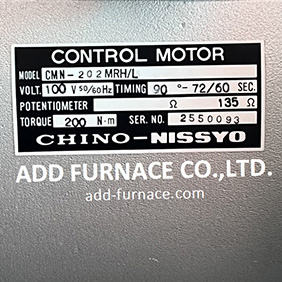 CONTROL MOTOR
MODEL CMN-202MRH/L
VOLT. 100 V 50/60Hz TIMING 90 °-72/60 SEC.
POTENTIOMETER Ω 135 Ω
TORQUE 200 N·m SER. NO. 2550093
CHINO-NISSYO
ADD FURNACE CO.,LTD.
add-furnace.com